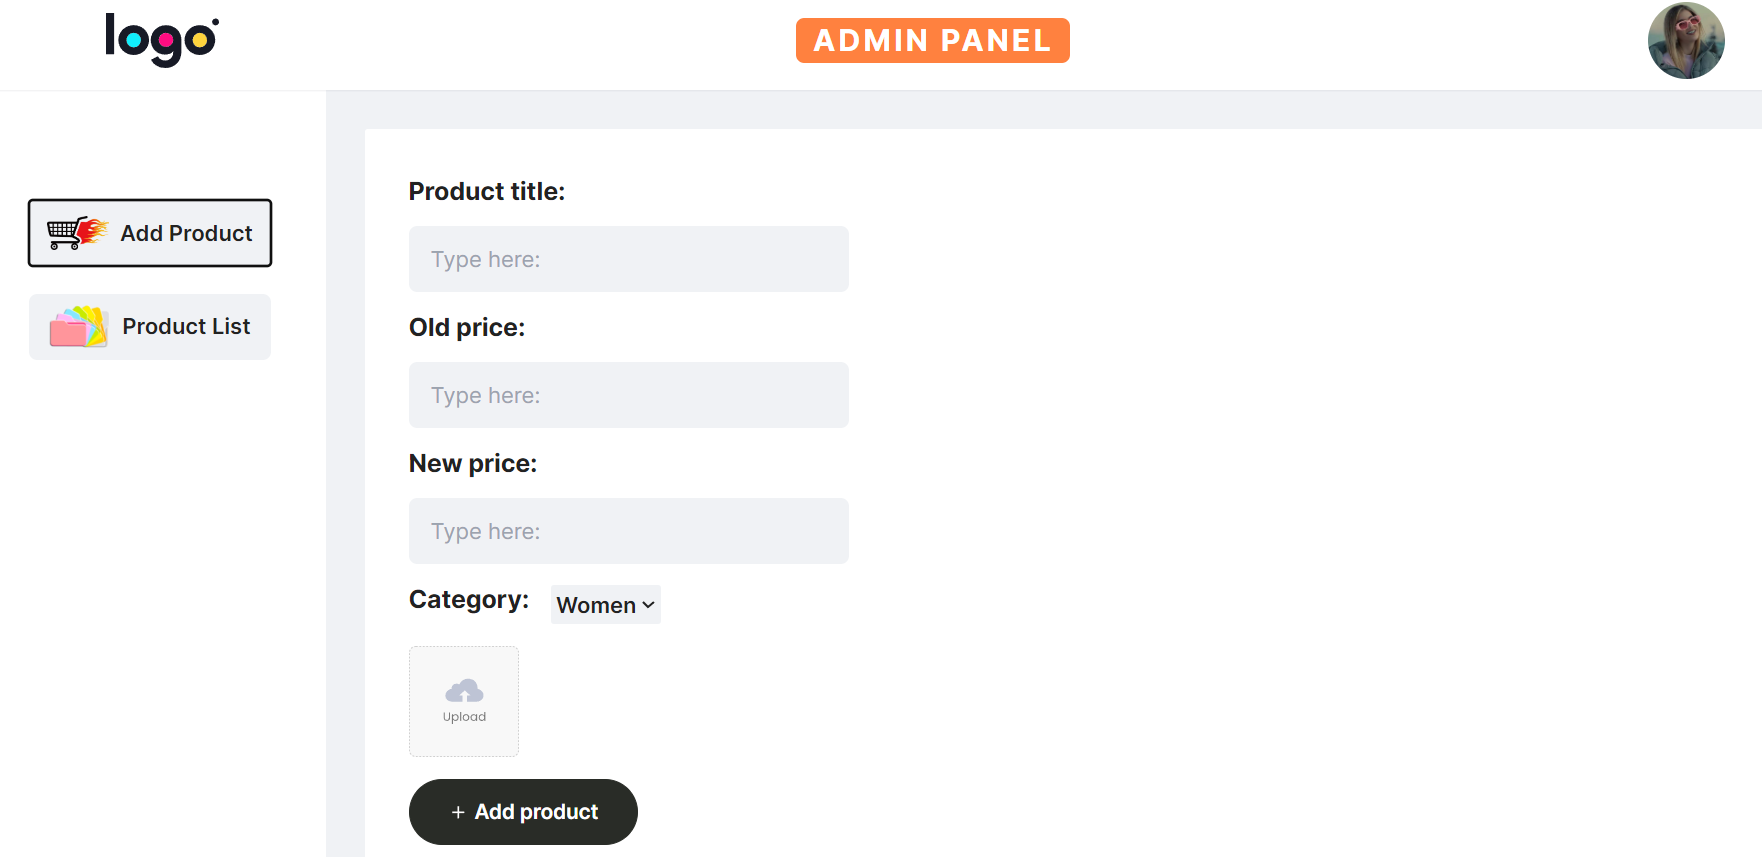 logo
ADMIN PANEL
Add Product
Product List
Product title:
Type here:
Old price:
Type here:
New price:
Type here:
Category: Women
Upload
+ Add product